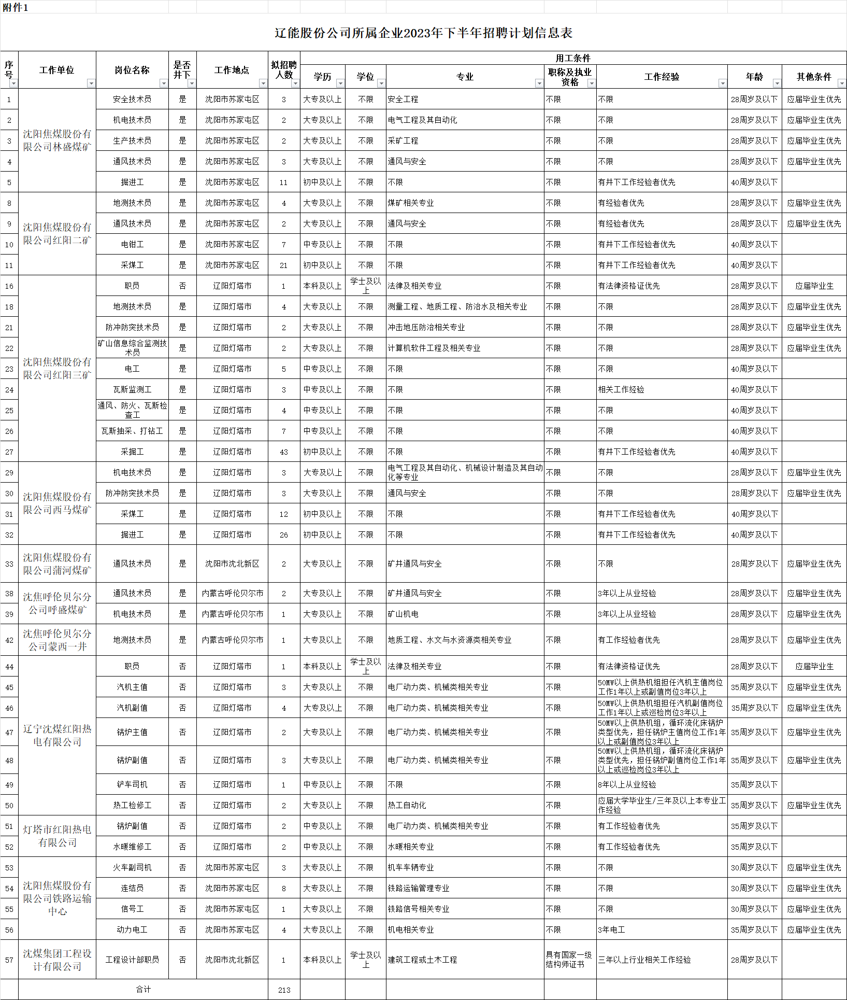 附件1
辽能股份公司所属企业2023年下半年招聘计划信息表
序号 工作单位 岗位名称 是否井下 工作地点 拟招聘人数 用工条件
学历 学位 专业 职称及执业资格 工作经验 年龄 其他条件
沈阳焦煤股份有限公司林盛煤矿
1 安全技术员 是 沈阳市苏家屯区 3 大专及以上 不限 安全工程 不限 不限 28周岁及以下 应届毕业生优先
2 机电技术员 是 沈阳市苏家屯区 2 大专及以上 不限 电气工程及其自动化 不限 不限 28周岁及以下 应届毕业生优先
3 生产技术员 是 沈阳市苏家屯区 2 大专及以上 不限 采矿工程 不限 不限 28周岁及以下 应届毕业生优先
4 通风技术员 是 沈阳市苏家屯区 3 大专及以上 不限 通风与安全 不限 不限 28周岁及以下 应届毕业生优先
5 掘进工 是 沈阳市苏家屯区 11 初中及以上 不限 不限 不限 有井下工作经验者优先 40周岁及以下
沈阳焦煤股份有限公司红阳二矿
8 地测技术员 是 沈阳市苏家屯区 4 大专及以上 不限 煤矿相关专业 不限 有经验者优先 28周岁及以下 应届毕业生优先
9 通风技术员 是 沈阳市苏家屯区 2 大专及以上 不限 通风与安全 不限 有经验者优先 28周岁及以下 应届毕业生优先
10 电钳工 是 沈阳市苏家屯区 7 中专及以上 不限 不限 不限 有井下工作经验者优先 40周岁及以下
11 采煤工 是 沈阳市苏家屯区 21 初中及以上 不限 不限 不限 有井下工作经验者优先 40周岁及以下
沈阳焦煤股份有限公司红阳三矿
16 职员 否 辽阳灯塔市 1 本科及以上 学士及以上 法律及相关专业 不限 有法律资格证优先 28周岁及以下 应届毕业生
18 地测技术员 是 辽阳灯塔市 4 大专及以上 不限 测量工程、地质工程、防治水及相关专业 不限 不限 28周岁及以下 应届毕业生优先
21 防冲防突技术员 是 辽阳灯塔市 2 大专及以上 不限 冲击地压防治相关专业 不限 不限 28周岁及以下 应届毕业生优先
22 矿山信息综合监测技术员 是 辽阳灯塔市 2 大专及以上 不限 计算机软件工程及相关专业 不限 不限 28周岁及以下 应届毕业生优先
23 电工 是 辽阳灯塔市 5 中专及以上 不限 不限 不限 不限 40周岁及以下
24 瓦斯监测工 是 辽阳灯塔市 3 中专及以上 不限 不限 不限 相关工作经验 40周岁及以下
25 通风、防火、瓦斯检查工 是 辽阳灯塔市 4 中专及以上 不限 不限 不限 不限 40周岁及以下
26 瓦斯抽采、打钻工 是 辽阳灯塔市 7 中专及以上 不限 不限 不限 不限 40周岁及以下
27 采掘工 是 辽阳灯塔市 43 初中及以上 不限 不限 不限 有井下工作经验者优先 40周岁及以下
沈阳焦煤股份有限公司西马煤矿
29 机电技术员 是 辽阳灯塔市 3 大专及以上 不限 电气工程及其自动化、机械设计制造及其自动化等专业 不限 不限 28周岁及以下 应届毕业生优先
30 防冲防突技术员 是 辽阳灯塔市 3 大专及以上 不限 通风与安全 不限 不限 28周岁及以下 应届毕业生优先
31 采煤工 是 辽阳灯塔市 12 初中及以上 不限 不限 不限 有井下工作经验者优先 40周岁及以下
32 掘进工 是 辽阳灯塔市 26 初中及以上 不限 不限 不限 有井下工作经验者优先 40周岁及以下
沈阳焦煤股份有限公司蒲河煤矿
33 通风技术员 是 沈阳市沈北新区 2 大专及以上 不限 矿井通风与安全 不限 不限 28周岁及以下 应届毕业生优先
沈焦呼伦贝尔分公司呼盛煤矿
38 通风技术员 是 内蒙古呼伦贝尔市 2 大专及以上 不限 矿井通风与安全 不限 3年以上从业经验 28周岁及以下 应届毕业生优先
39 机电技术员 是 内蒙古呼伦贝尔市 1 大专及以上 不限 矿山机电 不限 3年以上从业经验 28周岁及以下 应届毕业生优先
沈焦呼伦贝尔分公司蒙西一井
42 地测技术员 是 内蒙古呼伦贝尔市 1 大专及以上 不限 地质工程、水文与水资源类相关专业 不限 有工作经验者优先 28周岁及以下 应届毕业生优先
辽宁沈煤红阳热电有限公司
44 职员 否 辽阳灯塔市 1 本科及以上 学士及以上 法律及相关专业 不限 有法律资格证优先 28周岁及以下 应届毕业生
45 汽机主值 否 辽阳灯塔市 3 大专及以上 不限 电厂动力类、机械类相关专业 不限 50MW以上供热机组担任汽机主值岗位工作1年以上或副值岗位3年以上 35周岁及以下 应届毕业生优先
46 汽机副值 否 辽阳灯塔市 4 大专及以上 不限 电厂动力类、机械类相关专业 不限 50MW以上供热机组担任汽机副值岗位工作1年以上或巡检岗位3年以上 35周岁及以下 应届毕业生优先
47 锅炉主值 否 辽阳灯塔市 2 大专及以上 不限 电厂动力类、机械类相关专业 不限 50MW以上供热机组，循环流化床锅炉类型优先，担任锅炉主值岗位工作1年以上或副值岗位3年以上 35周岁及以下 应届毕业生优先
48 锅炉副值 否 辽阳灯塔市 3 大专及以上 不限 电厂动力类、机械类相关专业 不限 50MW以上供热机组，循环流化床锅炉类型优先，担任锅炉副值岗位工作1年以上或巡检岗位3年以上 35周岁及以下 应届毕业生优先
49 铲车司机 否 辽阳灯塔市 1 中专及以上 不限 不限 不限 8年以上从业经验 35周岁及以下
50 热工检修工 否 辽阳灯塔市 2 大专及以上 不限 热工自动化 不限 应届大学毕业生/三年及以上本专业工作经验 35周岁及以下 应届毕业生优先
灯塔市红阳热电有限公司
51 锅炉副值 否 辽阳灯塔市 2 中专及以上 不限 电厂动力类、机械类相关专业 不限 有工作经验者优先 35周岁及以下
52 水暖维修工 否 辽阳灯塔市 2 中专及以上 不限 水暖相关专业 不限 有工作经验者优先 35周岁及以下
沈阳焦煤股份有限公司铁路运输中心
53 火车副司机 否 沈阳市苏家屯区 3 大专及以上 不限 机车车辆专业 不限 不限 30周岁及以下 应届毕业生优先
54 连结员 否 沈阳市苏家屯区 8 大专及以上 不限 铁路运输管理专业 不限 不限 30周岁及以下 应届毕业生优先
55 信号工 否 沈阳市苏家屯区 1 大专及以上 不限 铁路信号相关专业 不限 不限 30周岁及以下 应届毕业生优先
56 动力电工 否 沈阳市苏家屯区 4 大专及以上 不限 机电相关专业 不限 3年电工 35周岁及以下 应届毕业生优先
沈煤集团工程设计有限公司
57 工程设计部职员 否 沈阳市沈北新区 1 本科及以上 学士及以上 建筑工程或土木工程 具有国家一级结构师证书 三年以上行业相关工作经验 28周岁及以下
合计 213